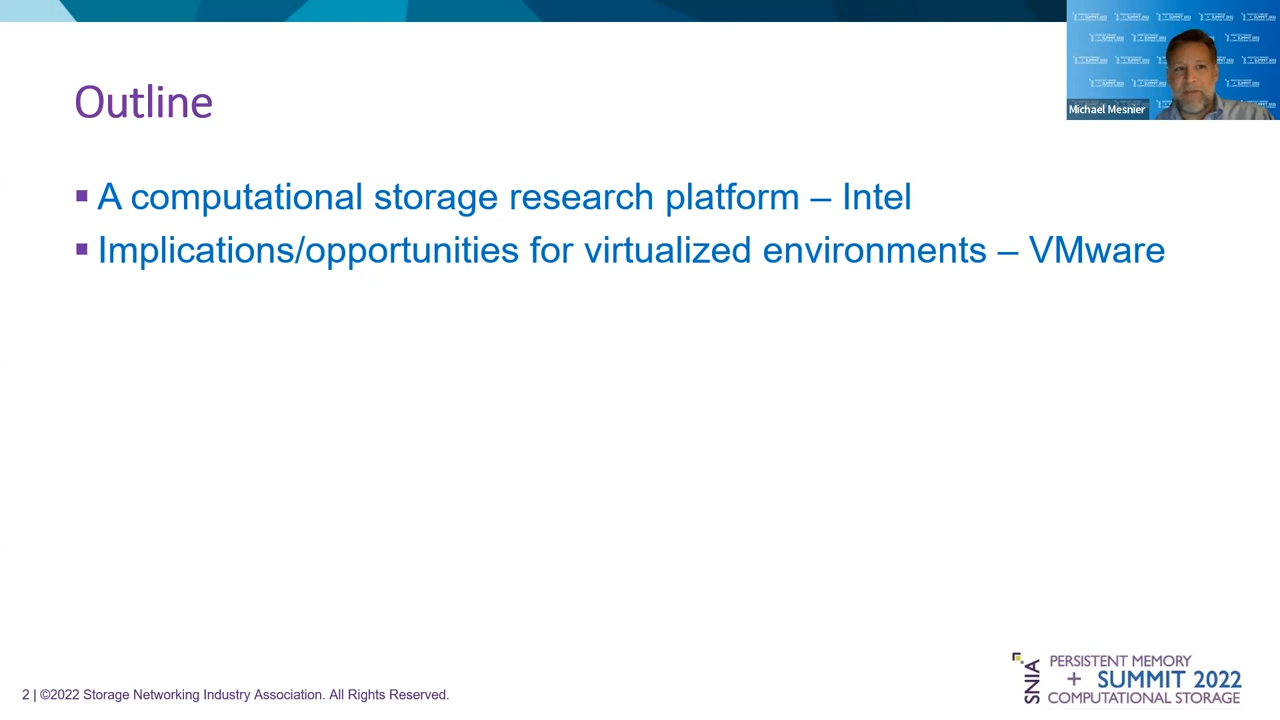 Outline
▪ A computational storage research platform – Intel
▪ Implications/opportunities for virtualized environments – VMware
Michael Mesnier
2 | ©2022 Storage Networking Industry Association. All Rights Reserved.
SNIA
PERSISTENT MEMORY
+ SUMMIT 2022
COMPUTATIONAL STORAGE